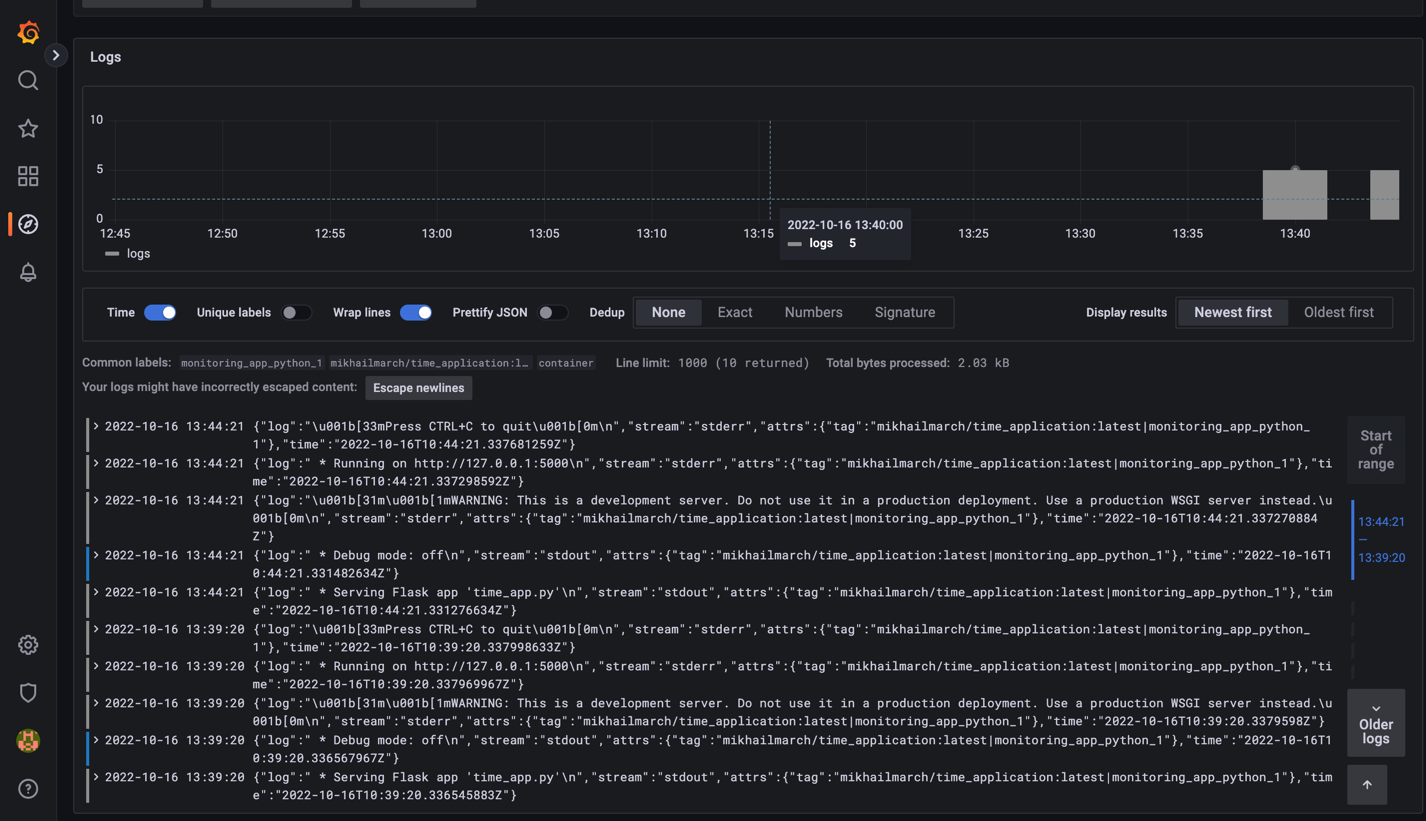 Logs
10
5
0
12:45 12:50 12:55 13:00 13:05 13:10 13:15 13:25 13:30 13:35 13:40
2022-10-16 13:40:00
logs 5
logs
Time Unique labels Wrap lines Prettify JSON Dedup None Exact Numbers Signature Display results Newest first Oldest first
Common labels: monitoring_app_python_1 mikhailmarch/time_application:l… container Line limit: 1000 (10 returned) Total bytes processed: 2.03 kB
Your logs might have incorrectly escaped content: Escape newlines
2022-10-16 13:44:21 {"log":"\u001b[33mPress CTRL+C to quit\u001b[0m\n","stream":"stderr","attrs":{"tag":"mikhailmarch/time_application:latest|monitoring_app_python_
1"},"time":"2022-10-16T10:44:21.337681259Z"}
2022-10-16 13:44:21 {"log":" * Running on http://127.0.0.1:5000\n","stream":"stderr","attrs":{"tag":"mikhailmarch/time_application:latest|monitoring_app_python_1"},"ti
me":"2022-10-16T10:44:21.337298592Z"}
2022-10-16 13:44:21 {"log":"\u001b[31m\u001b[1mWARNING: This is a development server. Do not use it in a production deployment. Use a production WSGI server instead.\u
001b[0m\n","stream":"stderr","attrs":{"tag":"mikhailmarch/time_application:latest|monitoring_app_python_1"},"time":"2022-10-16T10:44:21.337270884
Z"}
2022-10-16 13:44:21 {"log":" * Debug mode: off\n","stream":"stdout","attrs":{"tag":"mikhailmarch/time_application:latest|monitoring_app_python_1"},"time":"2022-10-16T1
0:44:21.331482634Z"}
2022-10-16 13:44:21 {"log":" * Serving Flask app 'time_app.py'\n","stream":"stdout","attrs":{"tag":"mikhailmarch/time_application:latest|monitoring_app_python_1"},"tim
e":"2022-10-16T10:44:21.331276634Z"}
2022-10-16 13:39:20 {"log":"\u001b[33mPress CTRL+C to quit\u001b[0m\n","stream":"stderr","attrs":{"tag":"mikhailmarch/time_application:latest|monitoring_app_python_
1"},"time":"2022-10-16T10:39:20.337998633Z"}
2022-10-16 13:39:20 {"log":" * Running on http://127.0.0.1:5000\n","stream":"stderr","attrs":{"tag":"mikhailmarch/time_application:latest|monitoring_app_python_1"},"ti
me":"2022-10-16T10:39:20.337969967Z"}
2022-10-16 13:39:20 {"log":"\u001b[31m\u001b[1mWARNING: This is a development server. Do not use it in a production deployment. Use a production WSGI server instead.\u
001b[0m\n","stream":"stderr","attrs":{"tag":"mikhailmarch/time_application:latest|monitoring_app_python_1"},"time":"2022-10-16T10:39:20.3379598Z"}
2022-10-16 13:39:20 {"log":" * Debug mode: off\n","stream":"stdout","attrs":{"tag":"mikhailmarch/time_application:latest|monitoring_app_python_1"},"time":"2022-10-16T1
0:39:20.336567967Z"}
2022-10-16 13:39:20 {"log":" * Serving Flask app 'time_app.py'\n","stream":"stdout","attrs":{"tag":"mikhailmarch/time_application:latest|monitoring_app_python_1"},"tim
e":"2022-10-16T10:39:20.336545883Z"}
Start
of
range
13:44:21
—
13:39:20
Older
logs